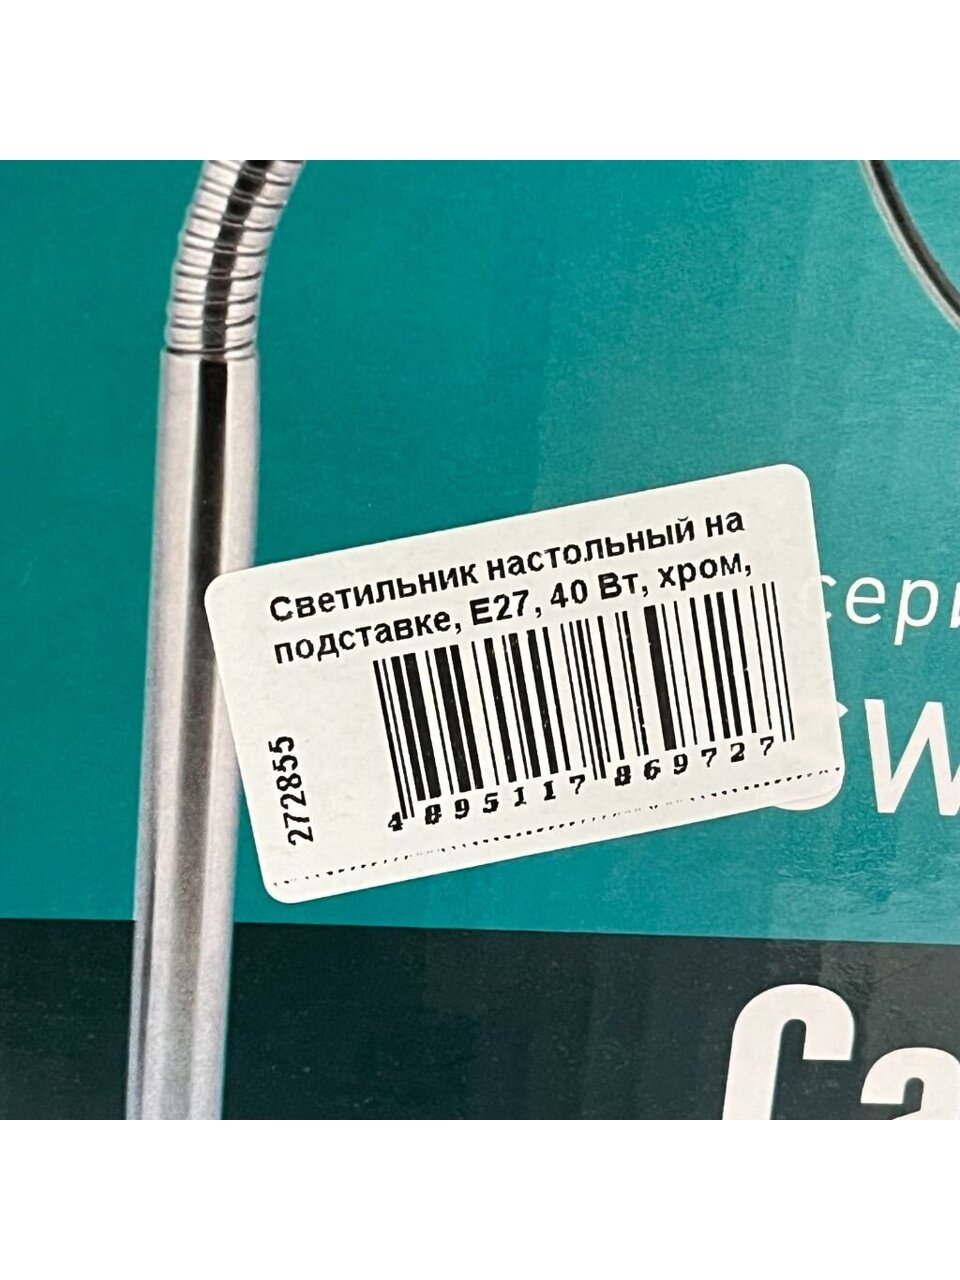 Светильник настольный на
подставке, E27, 40 Вт, хром,
272855
4 895117 869727
сери
CW
Ca